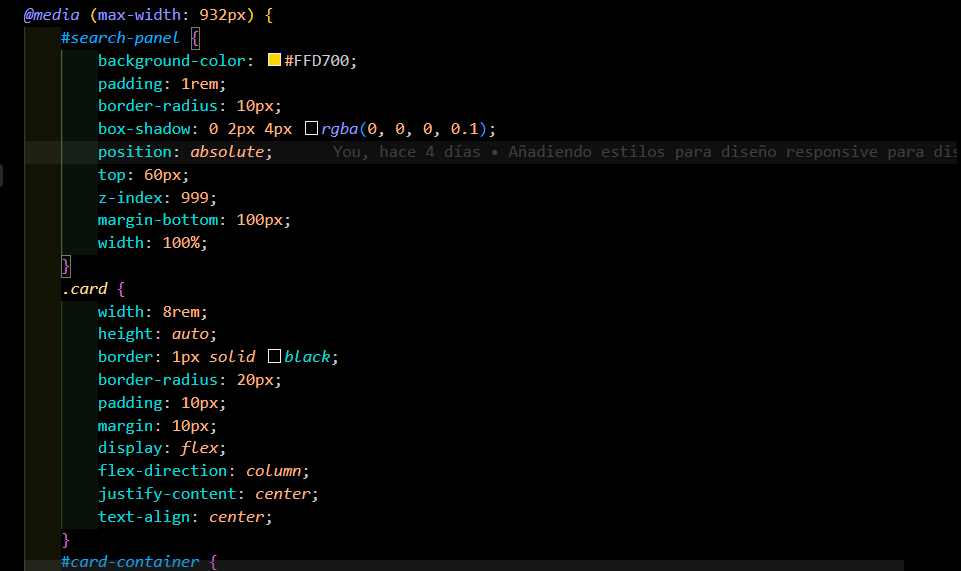 @media (max-width: 932px) {
#search-panel {
background-color: #FFD700;
padding: 1rem;
border-radius: 10px;
box-shadow: 0 2px 4px rgba(0, 0, 0, 0.1);
position: absolute; You, hace 4 días • Añadiendo estilos para diseño responsive para
top: 60px;
z-index: 999;
margin-bottom: 100px;
width: 100%;
}
.card {
width: 8rem;
height: auto;
border: 1px solid black;
border-radius: 20px;
padding: 10px;
margin: 10px;
display: flex;
flex-direction: column;
justify-content: center;
text-align: center;
}
#card-container {